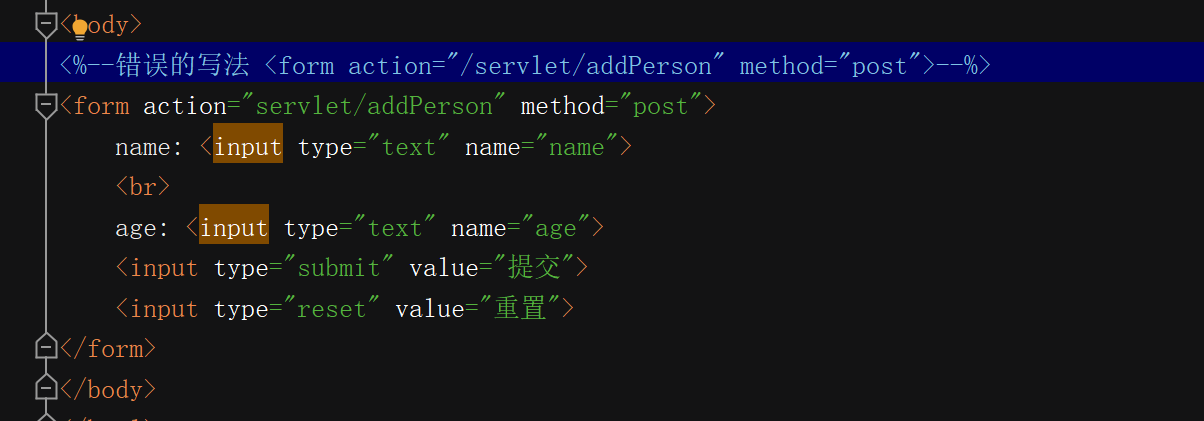 <body>
<%--错误的写法 <form action="/servlet/addPerson" method="post">--%>
<form action="servlet/addPerson" method="post">
name: <input type="text" name="name">
<br>
age: <input type="text" name="age">
<input type="submit" value="提交">
<input type="reset" value="重置">
</form>
</body>